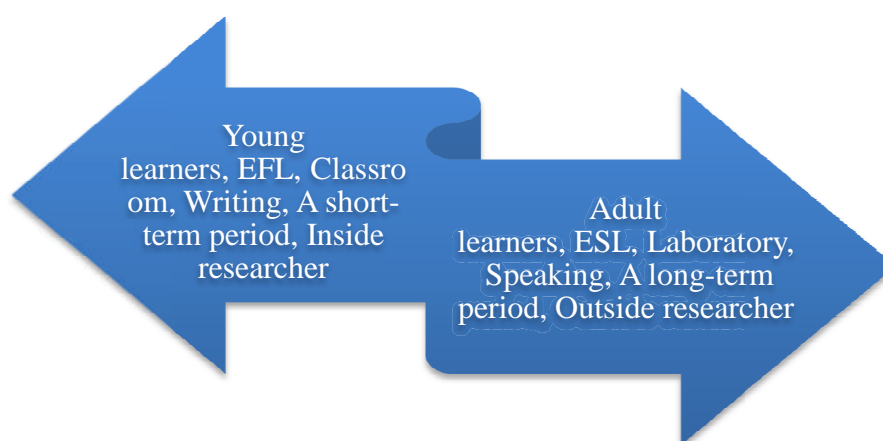 Young
learners, EFL, Classro
om, Writing, A short-
term period, Inside
researcher
Adult
learners, ESL, Laboratory,
Speaking, A long-term
period, Outside researcher